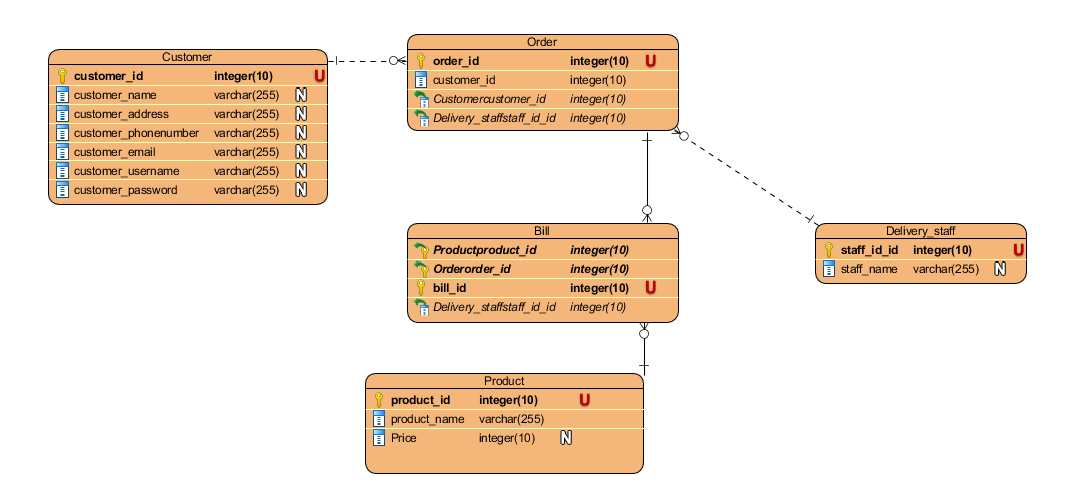 Customer
customer_id integer(10) U
customer_name varchar(255) N
customer_address varchar(255) N
customer_phonenumber varchar(255) N
customer_email varchar(255) N
customer_username varchar(255) N
customer_password varchar(255) N
Order
order_id integer(10) U
customer_id integer(10)
Customercustomer_id integer(10)
Delivery_staffstaff_id_id integer(10)
Bill
Productproduct_id integer(10)
Orderorder_id integer(10)
bill_id integer(10) U
Delivery_staffstaff_id_id integer(10)
Delivery_staff
staff_id_id integer(10) U
staff_name varchar(255) N
Product
product_id integer(10) U
product_name varchar(255)
Price integer(10) N